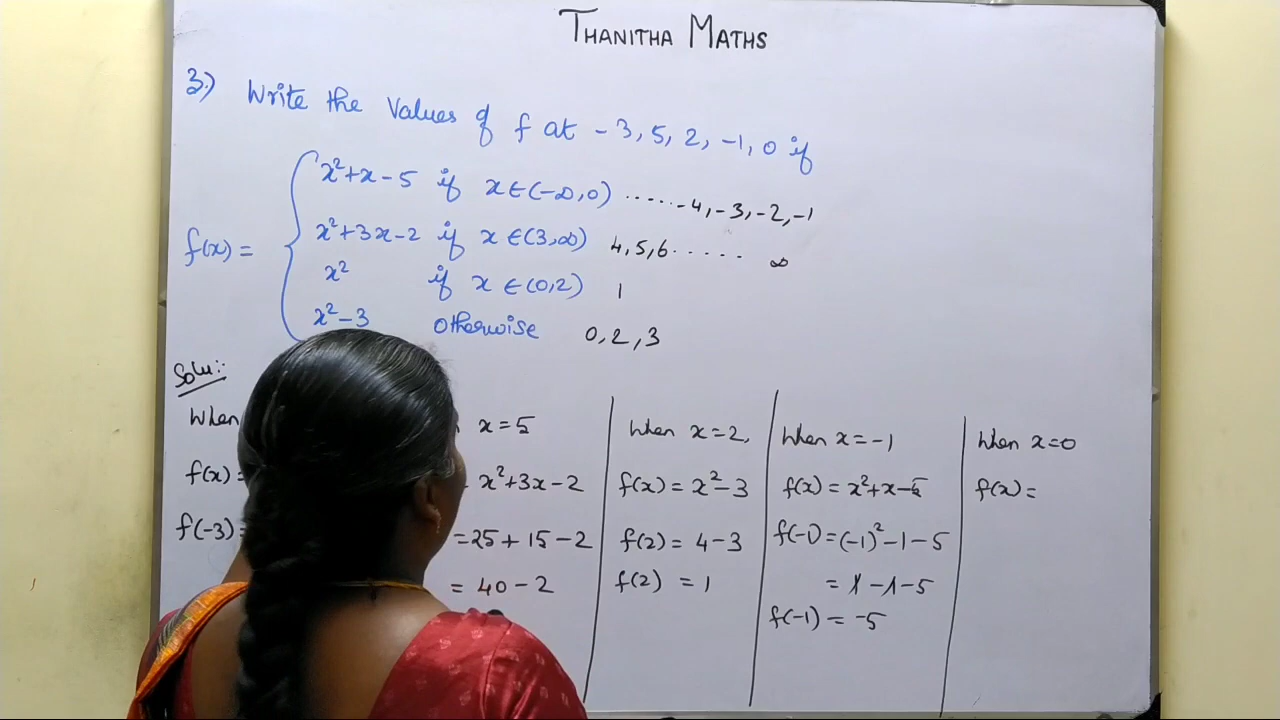 THANITHA MATHS
3.) Write the values of f at -3, 5, 2, -1, 0 if
f(x) =
x²+x-5 if x∈(-∞,0) ......-4,-3,-2,-1
x²+3x-2 if x∈(3,∞) 4,5,6...... ∞
x² if x∈(0,2) 1
x²-3 otherwise 0,2,3
Solu:-
When
f(x)=
f(-3)=
x=5
x²+3x-2
=25+15-2
= 40-2
When x=2,
f(x) = x²-3
f(2) = 4-3
f(2) = 1
When x=-1
f(x) = x²+x-5
f(-1)=(-1)²-1-5
= 1-1-5
f(-1) = -5
When x=0
f(x) =